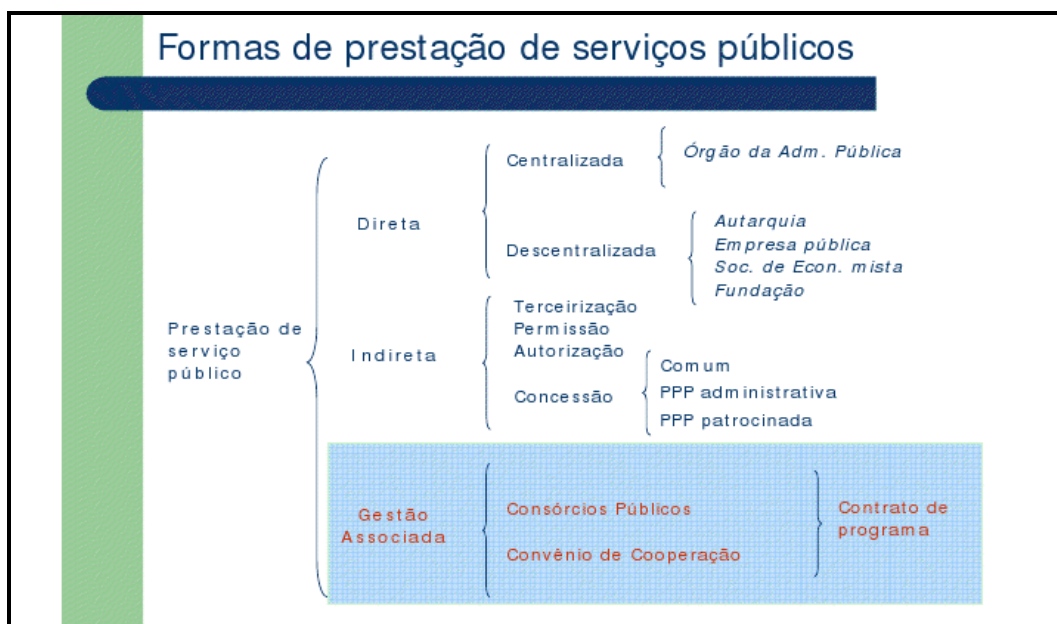 Formas de prestação de serviços públicos
Prestação de
serviço
público
Direta
Centralizada
Órgão da Adm. Pública
Descentralizada
Autarquia
Empresa pública
Soc. de Econ. mista
Fundação
Indireta
Terceirização
Permissão
Autorização
Concessão
Comum
PPP administrativa
PPP patrocinada
Gestão
Associada
Consórcios Públicos
Convênio de Cooperação
Contrato de
programa